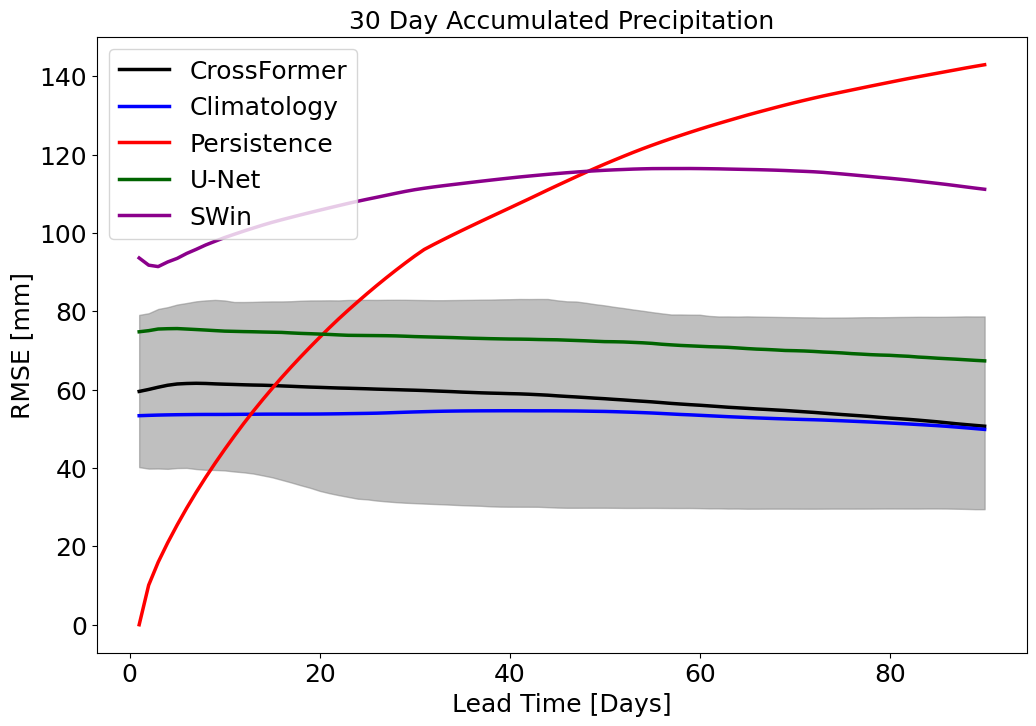 30 Day Accumulated Precipitation
CrossFormer
Climatology
Persistence
U-Net
SWin
RMSE [mm]
140
120
100
80
60
40
20
0
0 20 40 60 80
Lead Time [Days]